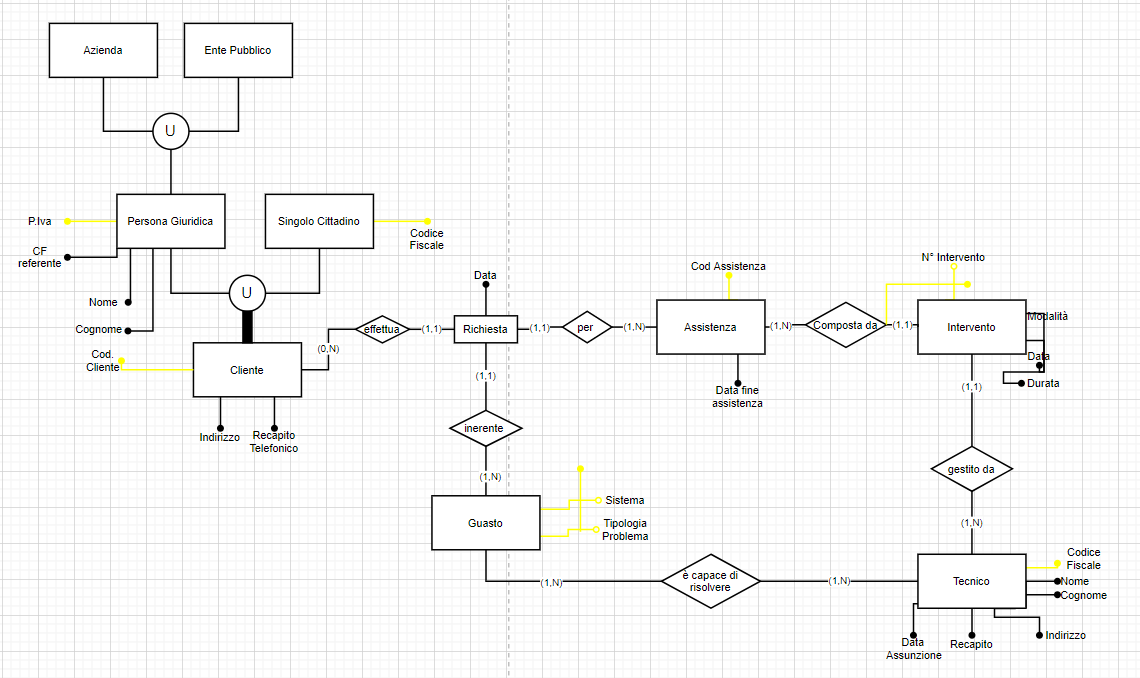 Azienda
Ente Pubblico
U
P.Iva
Persona Giuridica
Singolo Cittadino
Codice
Fiscale
CF
referente
Nome
Cognome
U
Cod.
Cliente
Cliente
Indirizzo
Recapito
Telefonico
(0,N)
effettua
(1,1)
Data
Richiesta
(1,1)
per
(1,N)
Cod Assistenza
Assistenza
Data fine
assistenza
(1,N)
Composta da
(1,1)
N° Intervento
Intervento
Modalità
Data
Durata
(1,1)
inerente
(1,N)
Guasto
Sistema
Tipologia
Problema
(1,N)
è capace di
risolvere
(1,N)
(1,1)
gestito da
(1,N)
Tecnico
Codice
Fiscale
Nome
Cognome
Data
Assunzione
Recapito
Indirizzo